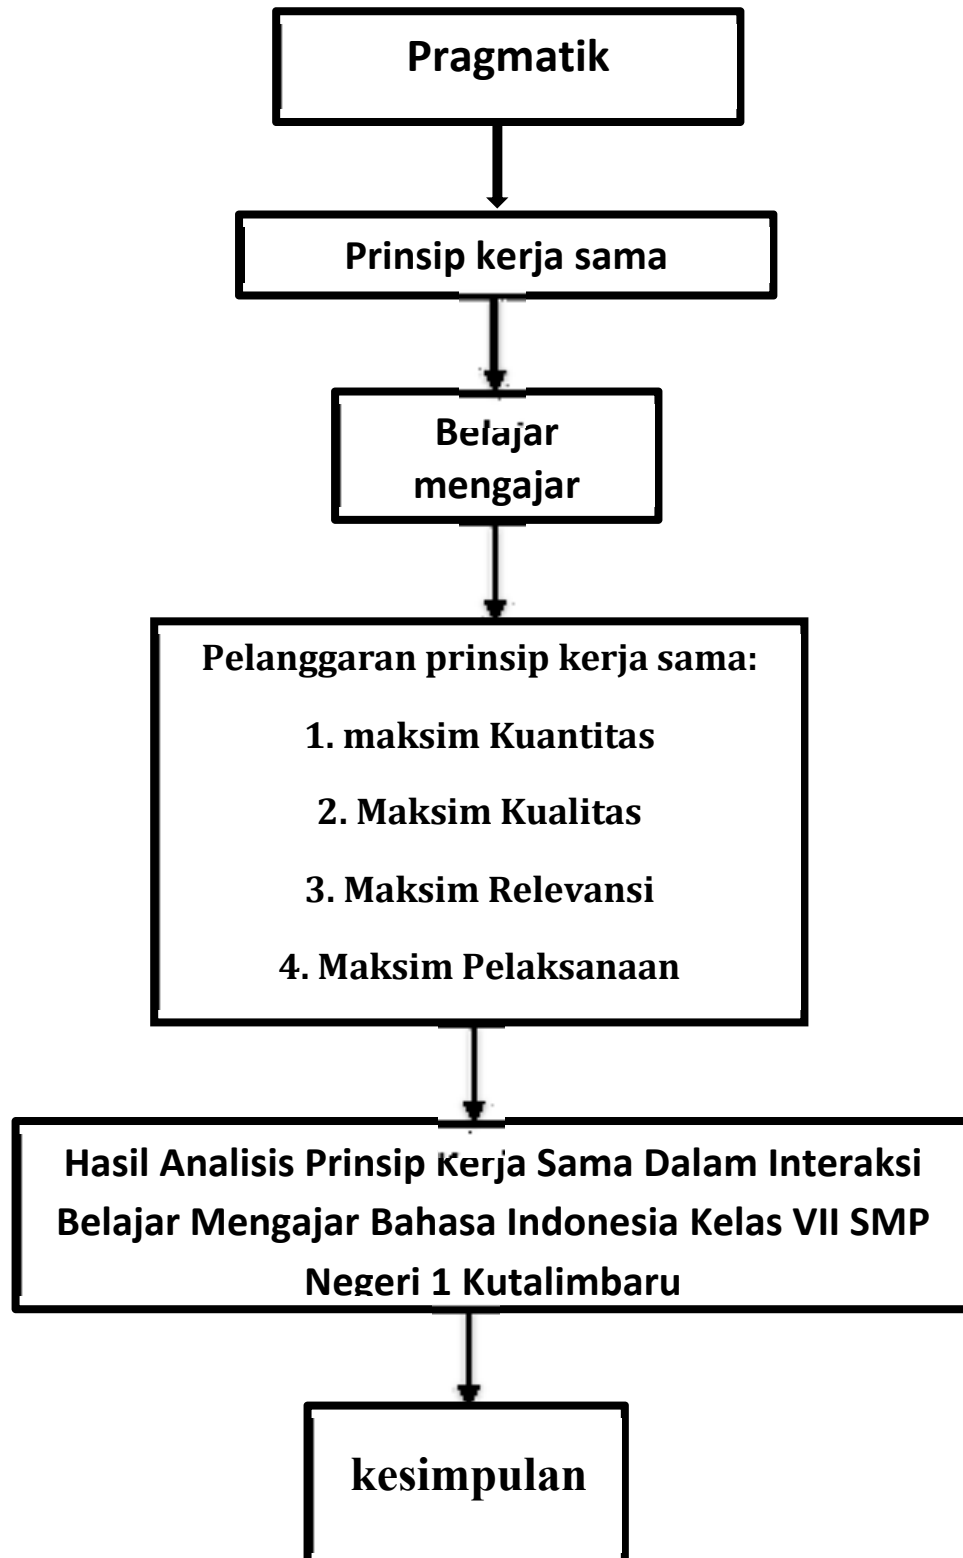 Pragmatik
Prinsip kerja sama
Belajar
mengajar
Pelanggaran prinsip kerja sama:
1. maksim Kuantitas
2. Maksim Kualitas
3. Maksim Relevansi
4. Maksim Pelaksanaan
Hasil Analisis Prinsip Kerja Sama Dalam Interaksi
Belajar Mengajar Bahasa Indonesia Kelas VII SMP
Negeri 1 Kutalimbaru
kesimpulan